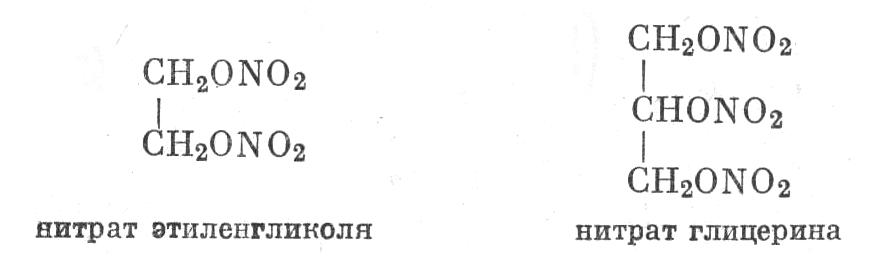 CH₂ONO₂
CH₂ONO₂
нитрат этиленгликоля
CH₂ONO₂
CHONO₂
CH₂ONO₂
нитрат глицерина